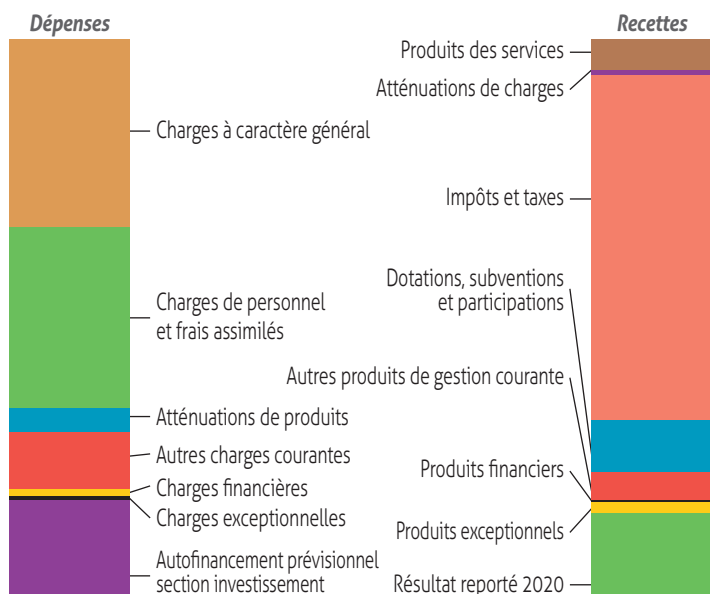 Dépenses
Charges à caractère général
Charges de personnel
et frais assimilés
Atténuations de produits
Autres charges courantes
Charges financières
Charges exceptionnelles
Autofinancement prévisionnel
section investissement
Recettes
Produits des services
Atténuations de charges
Impôts et taxes
Dotations, subventions
et participations
Autres produits de gestion courante
Produits financiers
Produits exceptionnels
Résultat reporté 2020